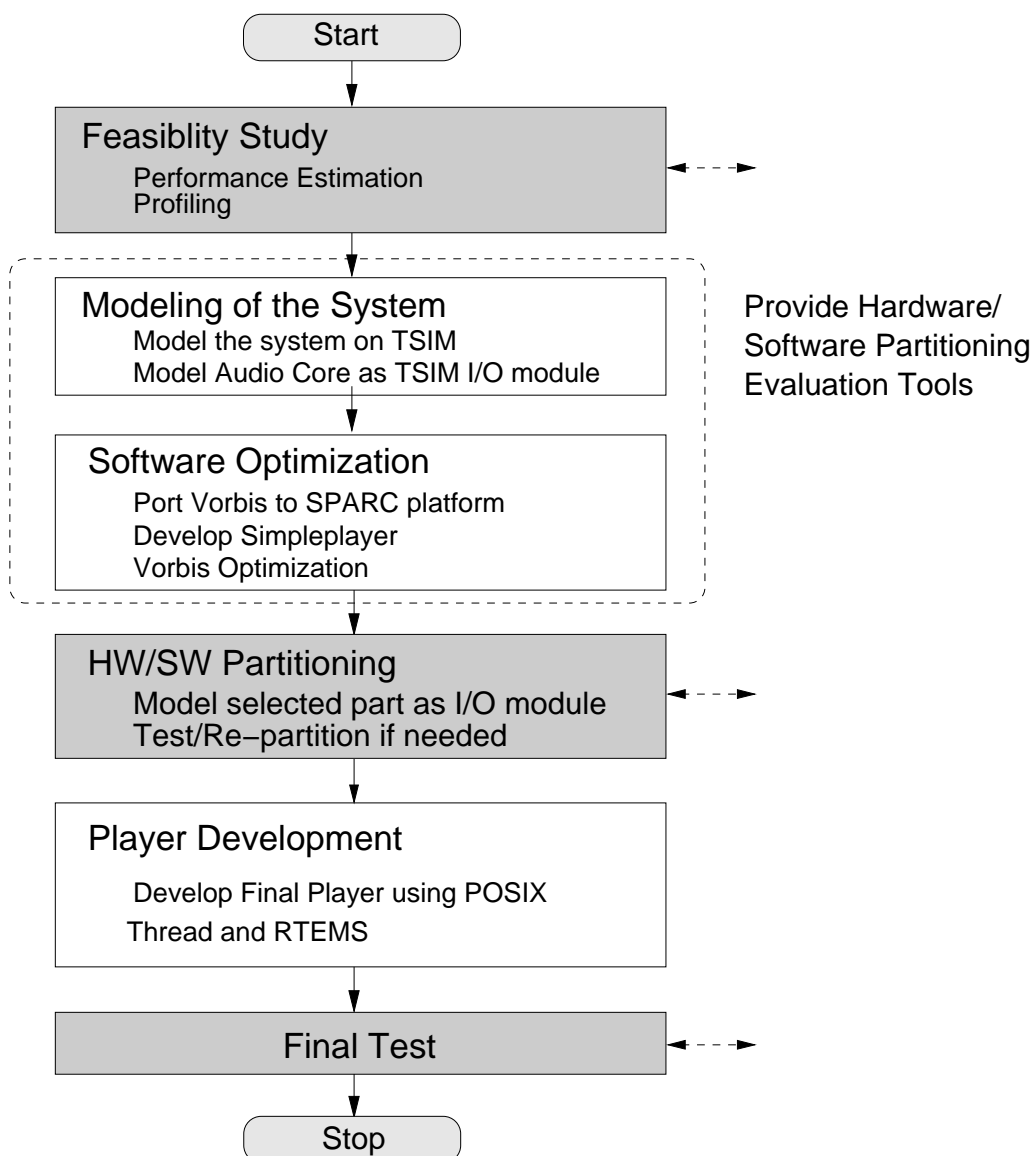 Start
Feasiblity Study
Performance Estimation
Profiling
Modeling of the System
Model the system on TSIM
Model Audio Core as TSIM I/O module
Provide Hardware/
Software Partitioning
Evaluation Tools
Software Optimization
Port Vorbis to SPARC platform
Develop Simpleplayer
Vorbis Optimization
HW/SW Partitioning
Model selected part as I/O module
Test/Re−partition if needed
Player Development
Develop Final Player using POSIX
Thread and RTEMS
Final Test
Stop